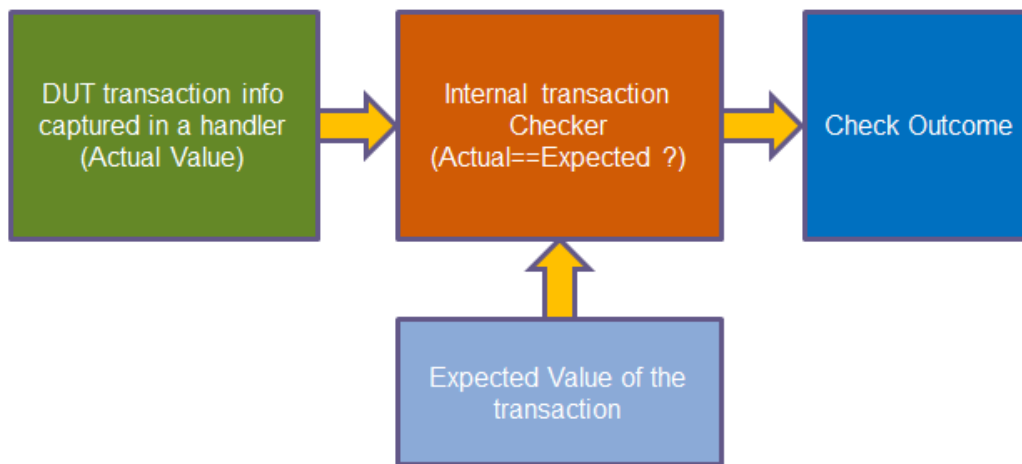 DUT transaction info
captured in a handler
(Actual Value)
Internal transaction
Checker
(Actual==Expected ?)
Check Outcome
Expected Value of the
transaction